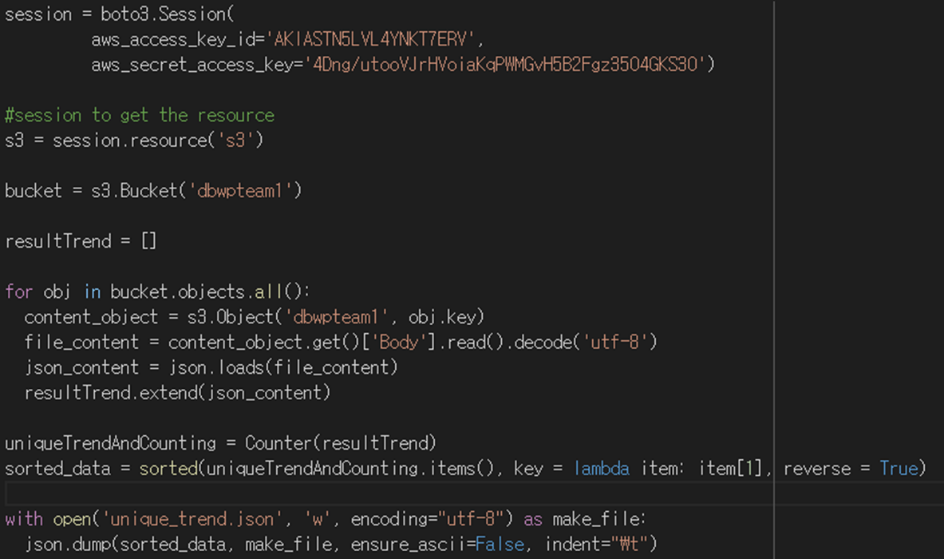 session = boto3.Session(
aws_access_key_id='',
aws_secret_access_key='')
#session to get the resource
s3 = session.resource('s3')
bucket = s3.Bucket('dbwpteam1')
resultTrend = []
for obj in bucket.objects.all():
content_object = s3.Object('dbwpteam1', obj.key)
file_content = content_object.get()['Body'].read().decode('utf-8')
json_content = json.loads(file_content)
resultTrend.extend(json_content)
uniqueTrendAndCounting = Counter(resultTrend)
sorted_data = sorted(uniqueTrendAndCounting.items(), key = lambda item: item[1], reverse = True)
with open('unique_trend.json', 'w', encoding="utf-8") as make_file:
json.dump(sorted_data, make_file, ensure_ascii=False, indent="₩t")